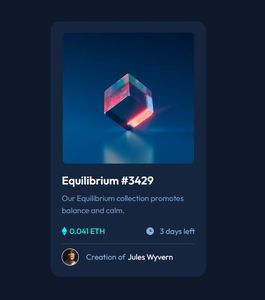 Equilibrium #3429
Our Equilibrium collection promotes
balance and calm.
0.041 ETH 3 days left
Creation of Jules Wyvern